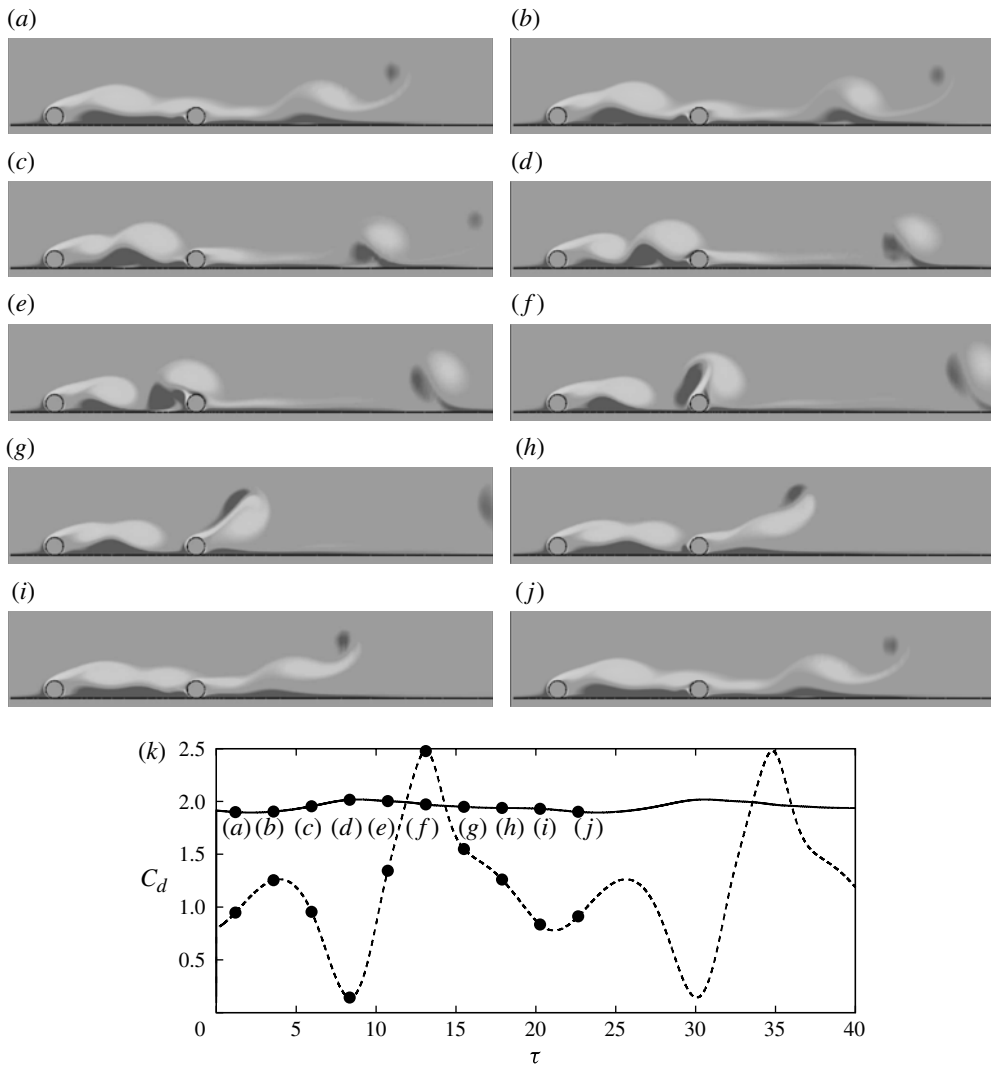 (a) (b)
(c) (d)
(e) (f)
(g) (h)
(i) (j)
(k) 2.5
2.0
(a) (b) (c) (d) (e) (f) (g) (h) (i) (j)
1.5
C_d
1.0
0.5
0 5 10 15 20 25 30 35 40
τ